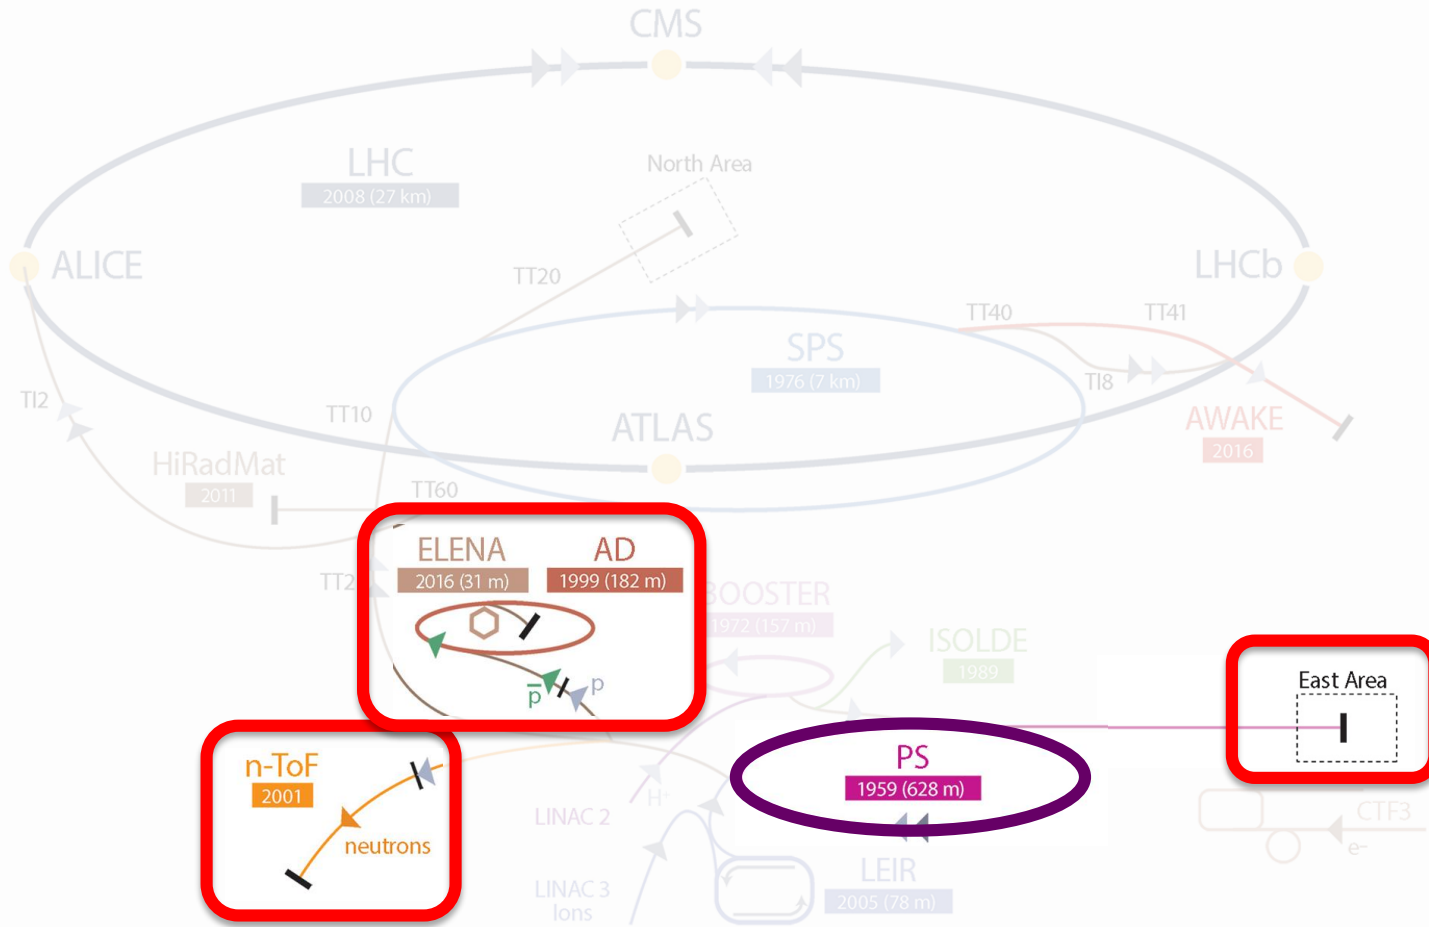 CMS
LHC
2008 (27 km)
North Area
ALICE
LHCb
TT20
TT40
TT41
SPS
1976 (7 km)
TI8
TI2
TT10
ATLAS
AWAKE
2016
HiRadMat
2011
TT60
ELENA
2016 (31 m)
AD
1999 (182 m)
TT2
BOOSTER
1972 (157 m)
ISOLDE
1989
p̅
p
East Area
n-ToF
2001
PS
1959 (628 m)
H⁺
neutrons
LINAC 2
CTF3
e-
LEIR
2005 (78 m)
LINAC 3
Ions